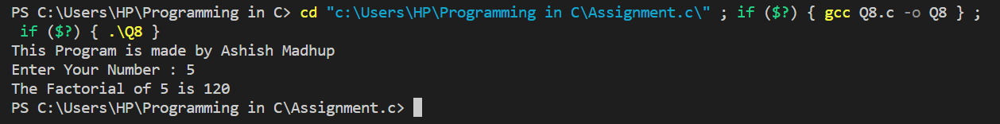 PS C:\Users\HP\Programming in C> cd "c:\Users\HP\Programming in C\Assignment.c\" ; if ($?) { gcc Q8.c -o Q8 } ;
 if ($?) { .\Q8 }
This Program is made by Ashish Madhup
Enter Your Number : 5
The Factorial of 5 is 120
PS C:\Users\HP\Programming in C\Assignment.c>